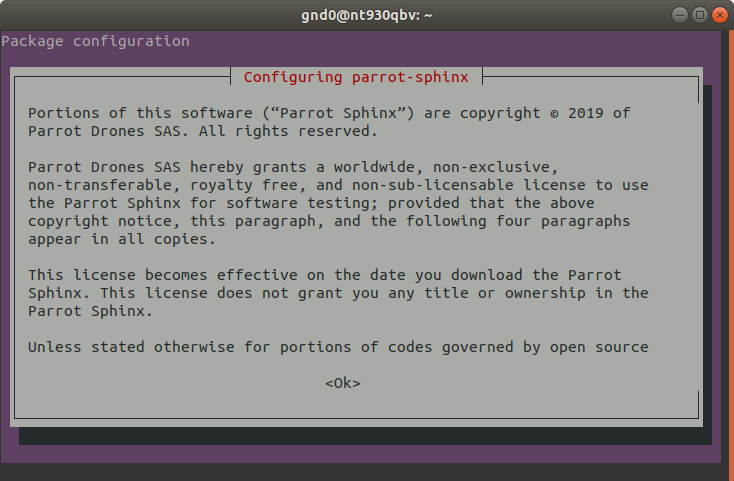 gnd0@nt930qbv: ~
Package configuration
Configuring parrot-sphinx
Portions of this software (“Parrot Sphinx”) are copyright © 2019 of
Parrot Drones SAS. All rights reserved.
Parrot Drones SAS hereby grants a worldwide, non-exclusive,
non-transferable, royalty free, and non-sub-licensable license to use
the Parrot Sphinx for software testing; provided that the above
copyright notice, this paragraph, and the following four paragraphs
appear in all copies.
This license becomes effective on the date you download the Parrot
Sphinx. This license does not grant you any title or ownership in the
Parrot Sphinx.
Unless stated otherwise for portions of codes governed by open source
<Ok>